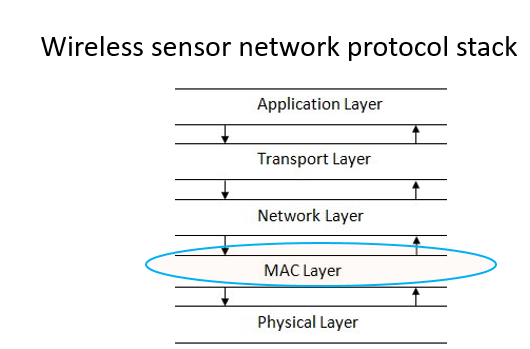 Wireless sensor network protocol stack
Application Layer
Transport Layer
Network Layer
MAC Layer
Physical Layer